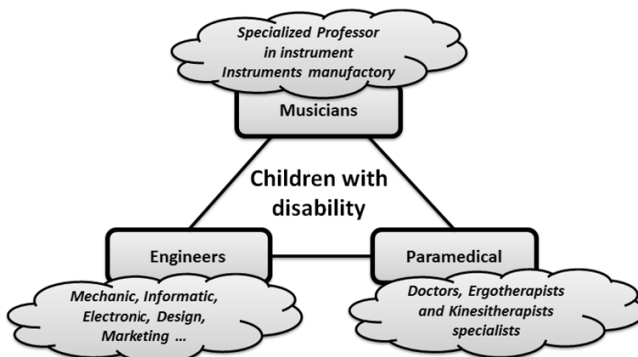 Specialized Professor
in instrument
Instruments manufactory
Musicians
Children with
disability
Engineers
Paramedical
Mechanic, Informatic,
Electronic, Design,
Marketing ...
Doctors, Ergotherapists
and Kinesitherapists
specialists